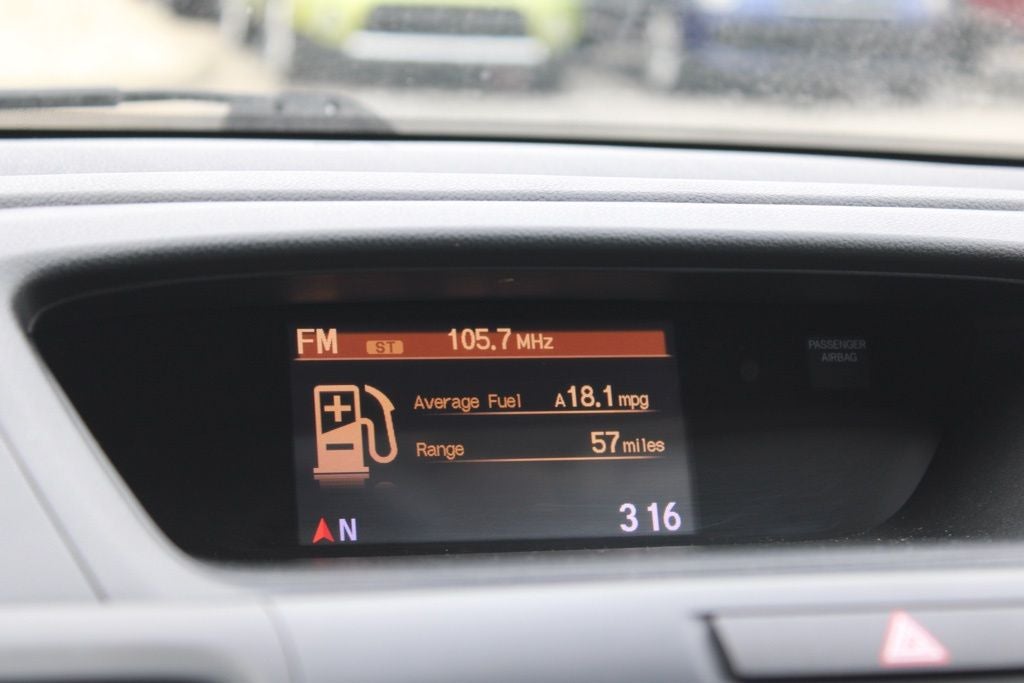 FM ST 105.7 MHz
PASSENGER
AIRBAG
Average Fuel A18.1 mpg
Range 57 miles
N 3 16